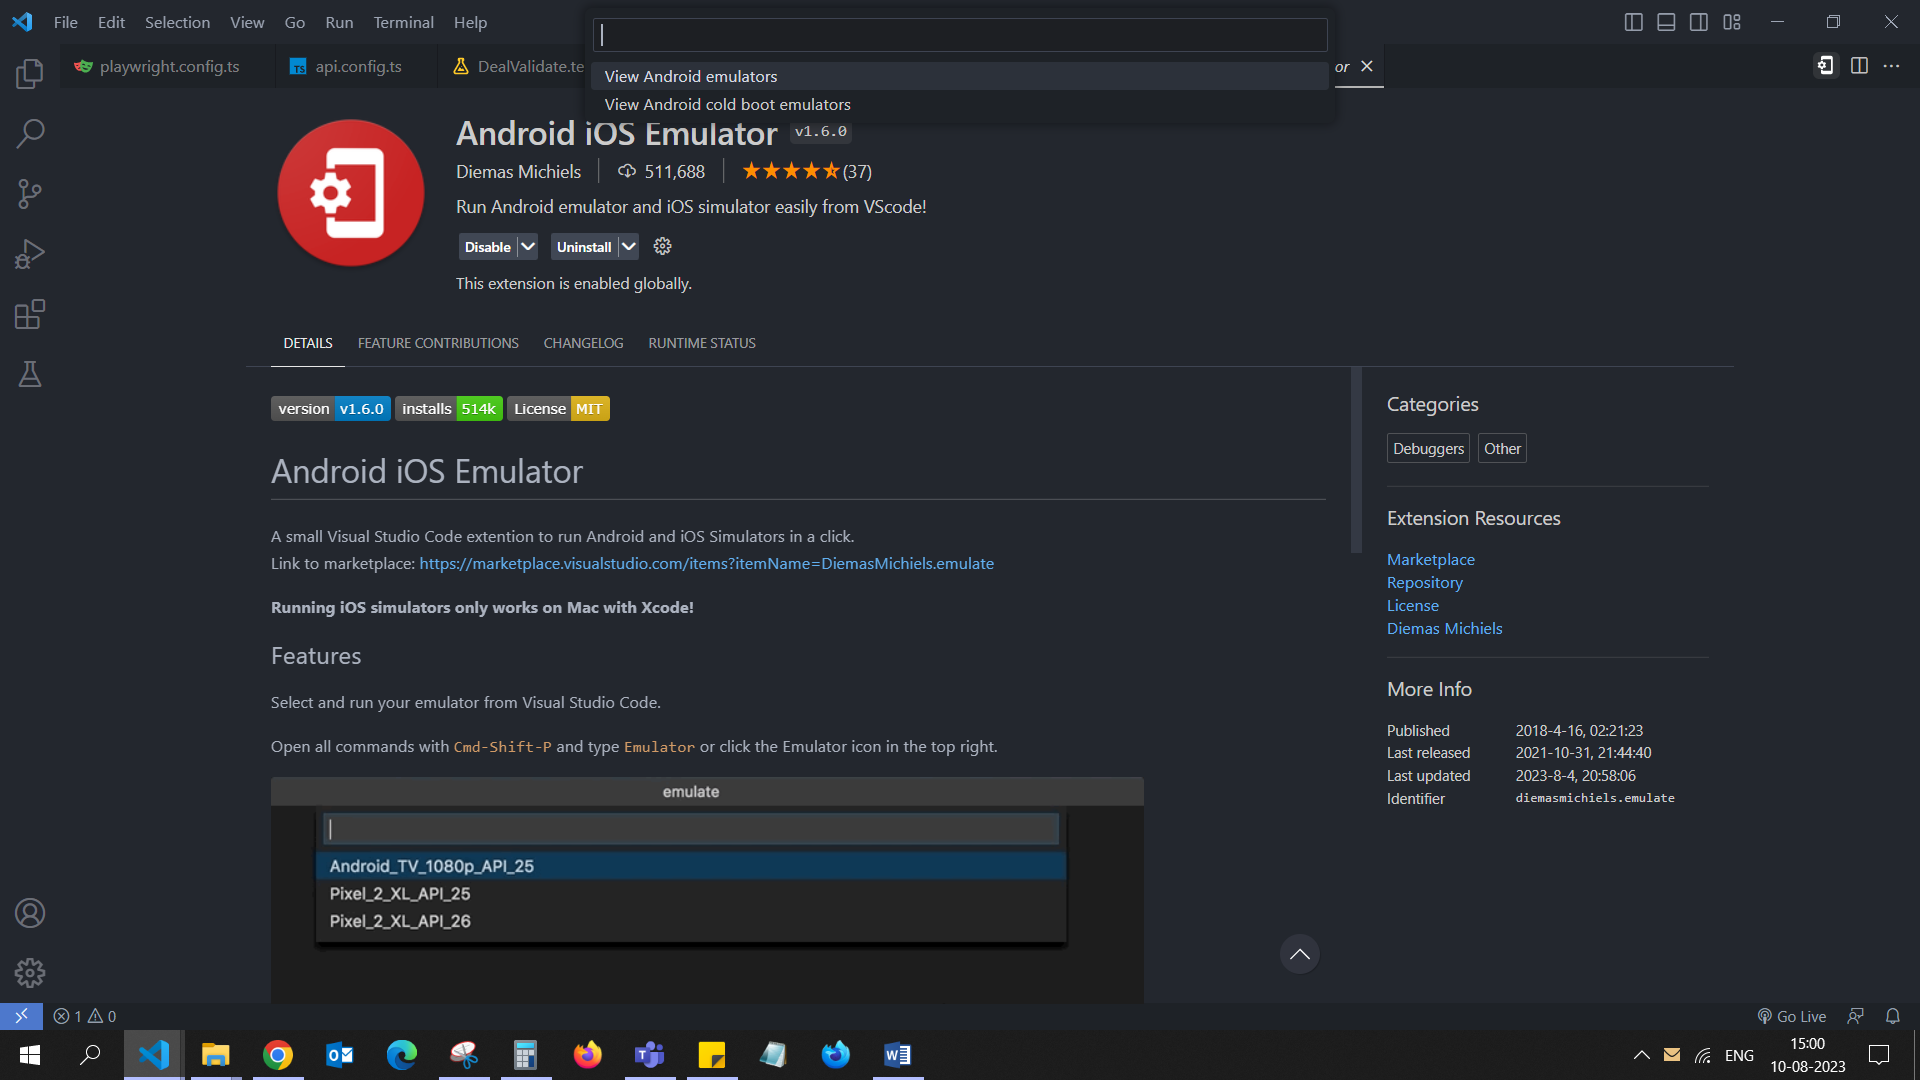 File Edit Selection View Go Run Terminal Help
playwright.config.ts
TS api.config.ts
DealValidate.te
or
View Android emulators
View Android cold boot emulators
Android iOS Emulator v1.6.0
Diemas Michiels 511,688 (37)
Run Android emulator and iOS simulator easily from VScode!
Disable Uninstall
This extension is enabled globally.
DETAILS FEATURE CONTRIBUTIONS CHANGELOG RUNTIME STATUS
version v1.6.0 installs 514k License MIT
Android iOS Emulator
A small Visual Studio Code extention to run Android and iOS Simulators in a click.
Link to marketplace: https://marketplace.visualstudio.com/items?itemName=DiemasMichiels.emulate
Running iOS simulators only works on Mac with Xcode!
Features
Select and run your emulator from Visual Studio Code.
Open all commands with Cmd-Shift-P and type Emulator or click the Emulator icon in the top right.
emulate
Android_TV_1080p_API_25
Pixel_2_XL_API_25
Pixel_2_XL_API_26
Categories
Debuggers Other
Extension Resources
Marketplace
Repository
License
Diemas Michiels
More Info
Published 2018-4-16, 02:21:23
Last released 2021-10-31, 21:44:40
Last updated 2023-8-4, 20:58:06
Identifier diemasmichiels.emulate
1 0
Go Live
ENG
15:00
10-08-2023